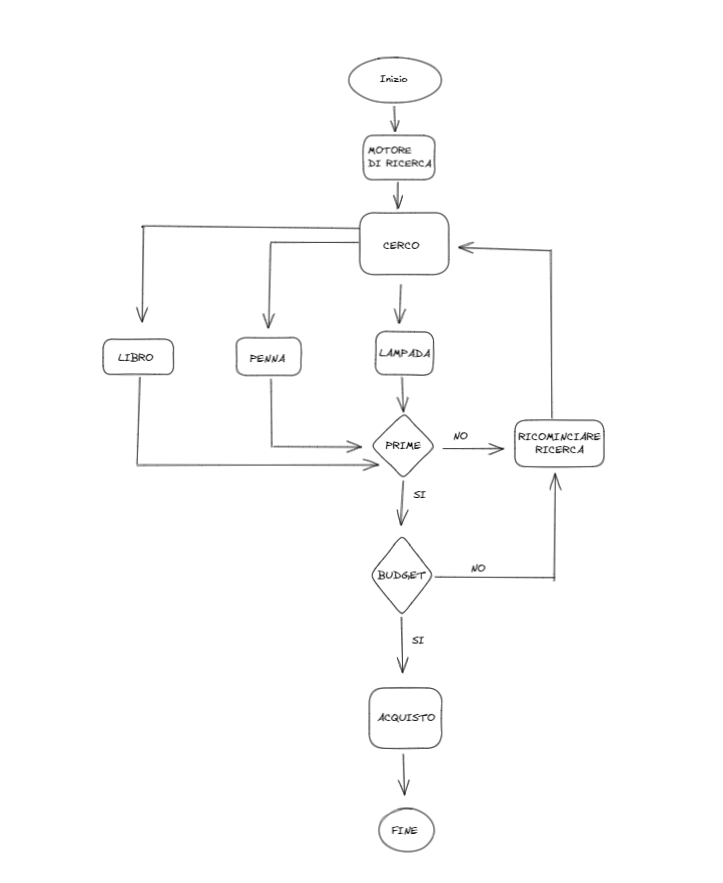 Inizio
MOTORE
DI RICERCA
CERCO
LIBRO
PENNA
LAMPADA
PRIME
NO
RICOMINCIARE
RICERCA
SI
BUDGET
NO
SI
ACQUISTO
FINE